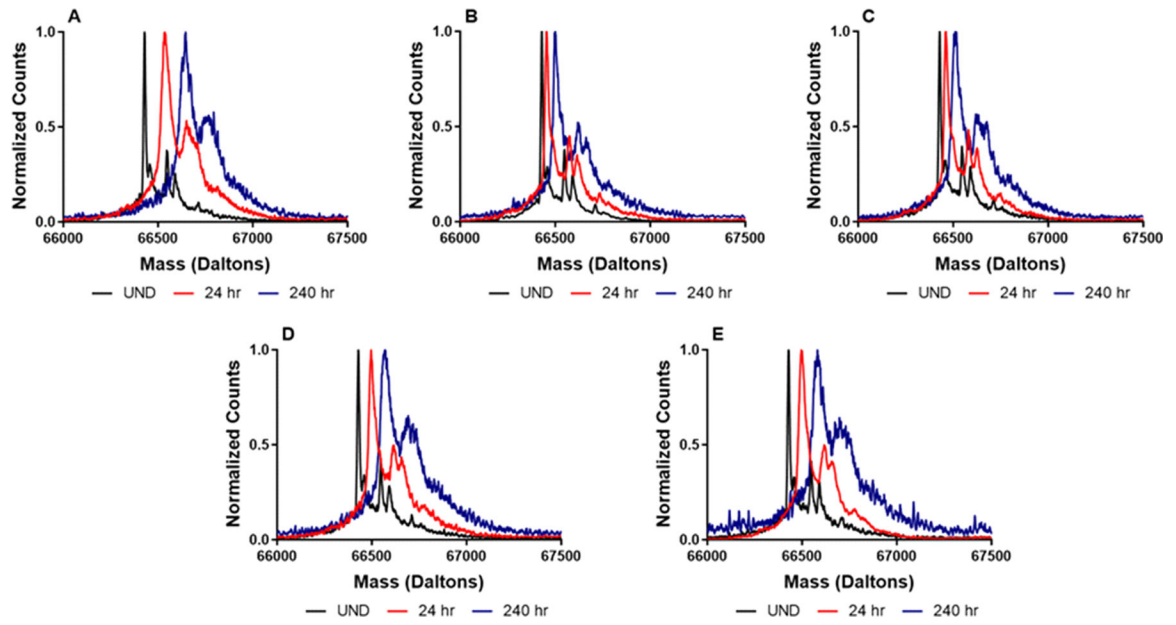 A
Normalized Counts
1.0
0.5
0.0
66000 66500 67000 67500
Mass (Daltons)
UND 24 hr 240 hr
B
Normalized Counts
1.0
0.5
0.0
66000 66500 67000 67500
Mass (Daltons)
UND 24 hr 240 hr
C
Normalized Counts
1.0
0.5
0.0
66000 66500 67000 67500
Mass (Daltons)
UND 24 hr 240 hr
D
Normalized Counts
1.0
0.5
0.0
66000 66500 67000 67500
Mass (Daltons)
UND 24 hr 240 hr
E
Normalized Counts
1.0
0.5
0.0
66000 66500 67000 67500
Mass (Daltons)
UND 24 hr 240 hr